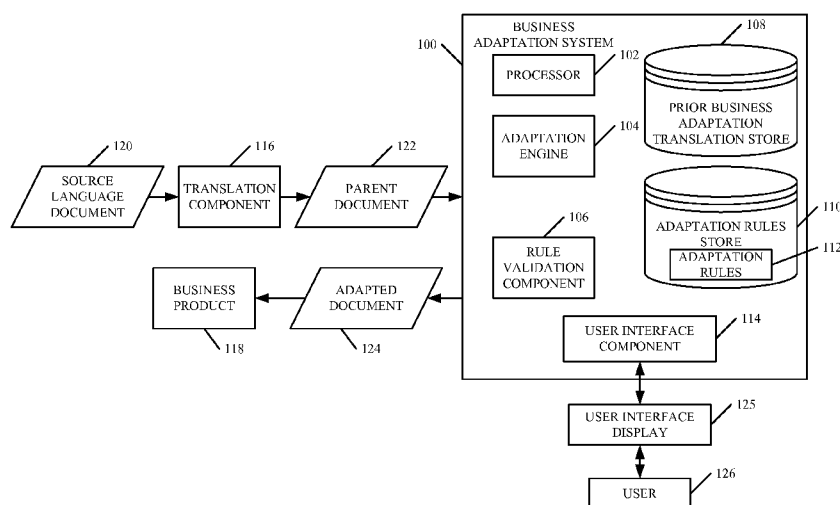 BUSINESS
ADAPTATION SYSTEM
100
PROCESSOR
102
108
PRIOR BUSINESS
ADAPTATION
TRANSLATION STORE
ADAPTATION
ENGINE
104
120
SOURCE
LANGUAGE
DOCUMENT
116
TRANSLATION
COMPONENT
122
PARENT
DOCUMENT
106
RULE
VALIDATION
COMPONENT
110
ADAPTATION RULES
STORE
112
ADAPTATION
RULES
BUSINESS
PRODUCT
118
ADAPTED
DOCUMENT
124
USER INTERFACE
COMPONENT
114
USER INTERFACE
DISPLAY
125
126
USER